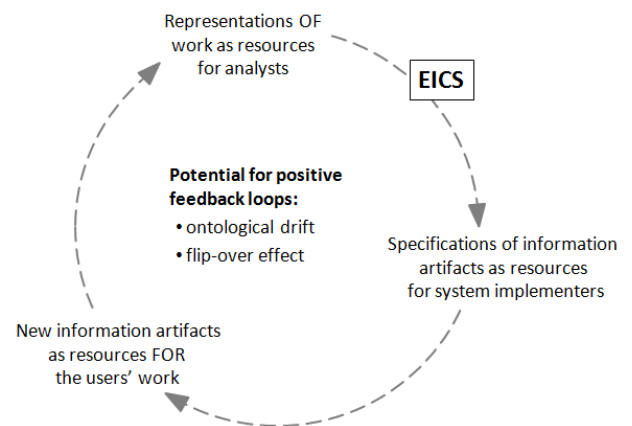 Representations OF
work as resources
for analysts
EICS
Potential for positive
feedback loops:
• ontological drift
• flip-over effect
Specifications of information
artifacts as resources
for system implementers
New information artifacts
as resources FOR
the users’ work